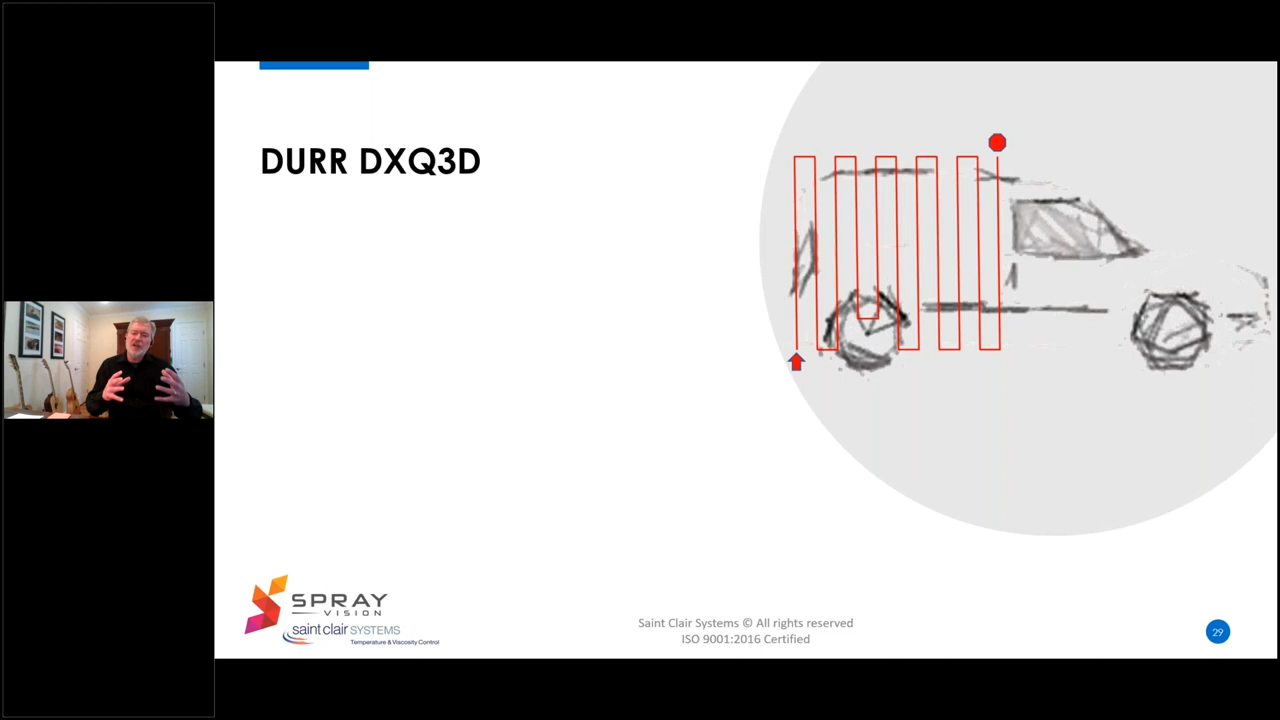 DURR DXQ3D
SPRAY
VISION
saint clair SYSTEMS
Temperature & Viscosity Control
Saint Clair Systems © All rights reserved
ISO 9001:2016 Certified
29